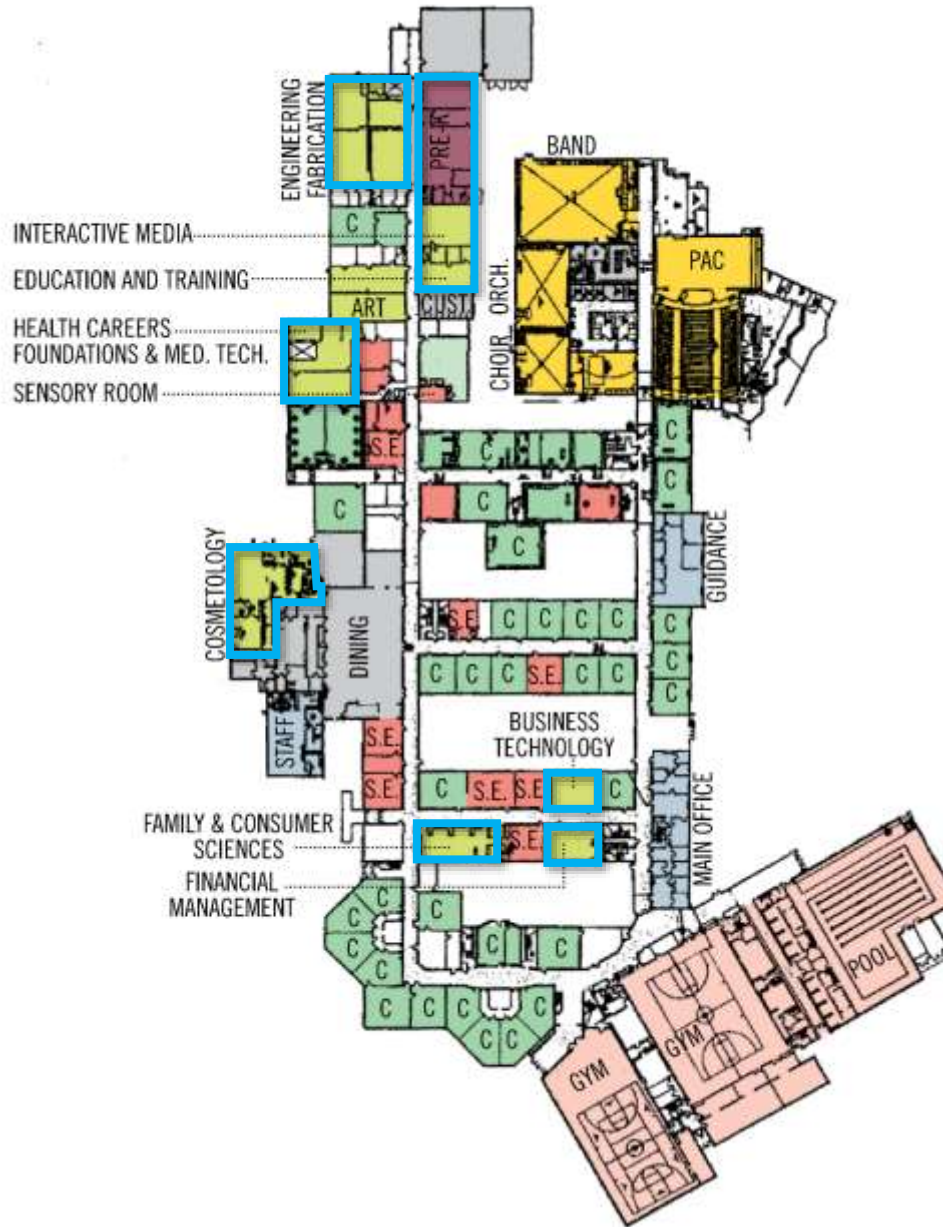 ENGINEERING
FABRICATION
PRE-K
BAND
INTERACTIVE MEDIA
C
PAC
EDUCATION AND TRAINING
ORCH.
ART
CUST.
HEALTH CAREERS
FOUNDATIONS & MED. TECH.
CHOIR
SENSORY ROOM
S.E.
C
C
C
C
C
C
GUIDANCE
COSMETOLOGY
DINING
S.E.
C
C
C
C
C
C
C
C
C
C
S.E.
C
C
C
STAFF
S.E.
BUSINESS
TECHNOLOGY
S.E.
C
S.E.
S.E.
C
MAIN OFFICE
FAMILY & CONSUMER
SCIENCES
S.E.
FINANCIAL
MANAGEMENT
C
C
C
C
C
C
C
C
C
C
C
C
C
C
POOL
GYM
GYM